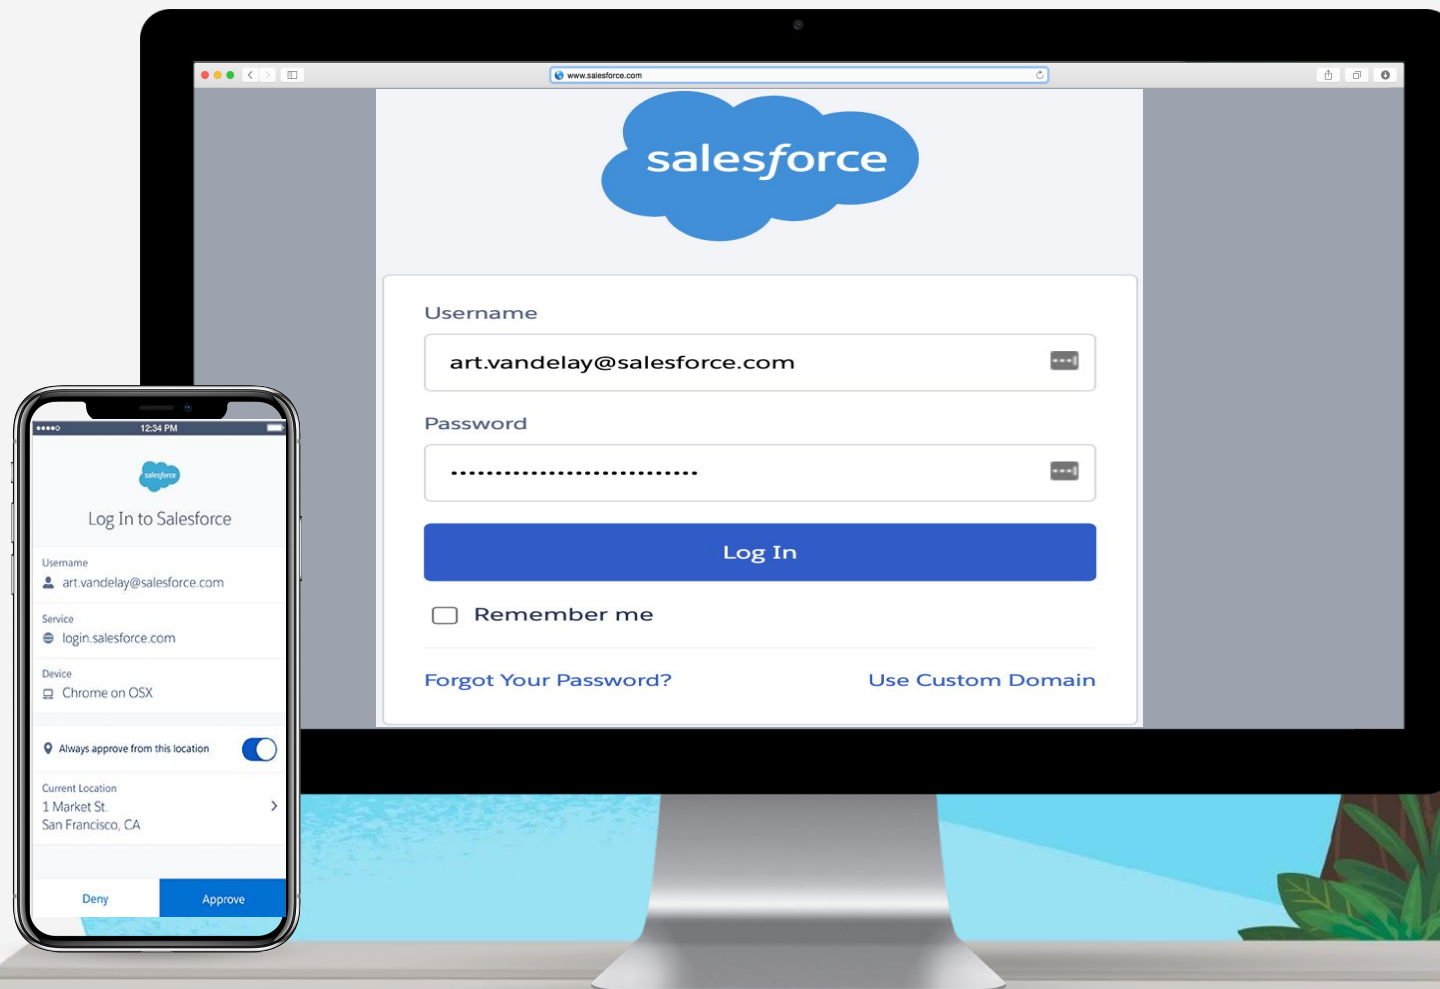 www.salesforce.com
salesforce
Username
art.vandelay@salesforce.com
Password
Log In
Remember me
Forgot Your Password?
Use Custom Domain
12:34 PM
salesforce
Log In to Salesforce
Username
art.vandelay@salesforce.com
Service
login.salesforce.com
Device
Chrome on OSX
Always approve from this location
Current Location
1 Market St.
San Francisco, CA
Deny
Approve